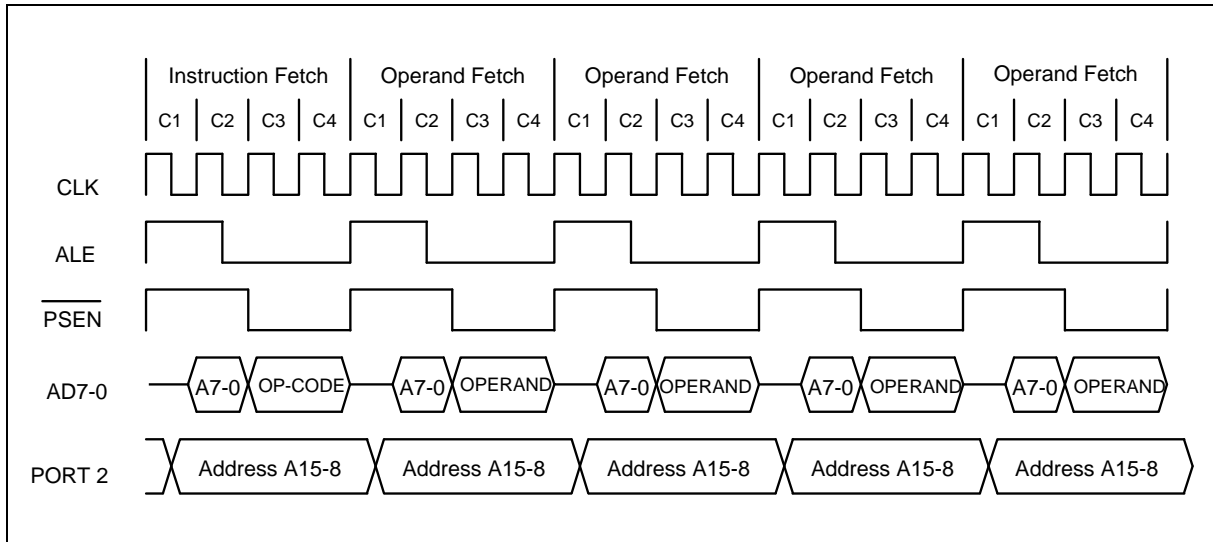 Instruction Fetch Operand Fetch Operand Fetch Operand Fetch Operand Fetch
C1 C2 C3 C4 C1 C2 C3 C4 C1 C2 C3 C4 C1 C2 C3 C4 C1 C2 C3 C4
CLK
ALE
PSEN
AD7-0 A7-0 OP-CODE A7-0 OPERAND A7-0 OPERAND A7-0 OPERAND A7-0 OPERAND
PORT 2 Address A15-8 Address A15-8 Address A15-8 Address A15-8 Address A15-8